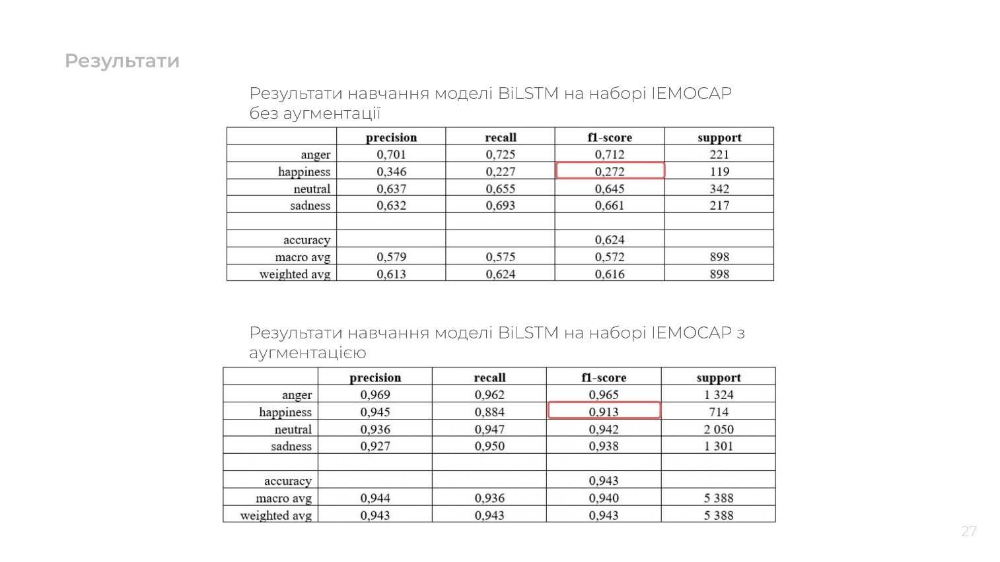 Результати
Результати навчання моделі BiLSTM на наборі IEMOCAP
без аугментації
precision recall f1-score support
anger 0,701 0,725 0,712 221
happiness 0,346 0,227 0,272 119
neutral 0,637 0,655 0,645 342
sadness 0,632 0,693 0,661 217
accuracy 0,624
macro avg 0,579 0,575 0,572 898
weighted avg 0,613 0,624 0,616 898
Результати навчання моделі BiLSTM на наборі IEMOCAP з
аугментацією
precision recall f1-score support
anger 0,969 0,962 0,965 1 324
happiness 0,945 0,884 0,913 714
neutral 0,936 0,947 0,942 2 050
sadness 0,927 0,950 0,938 1 301
accuracy 0,943
macro avg 0,944 0,936 0,940 5 388
weighted avg 0,943 0,943 0,943 5 388
27